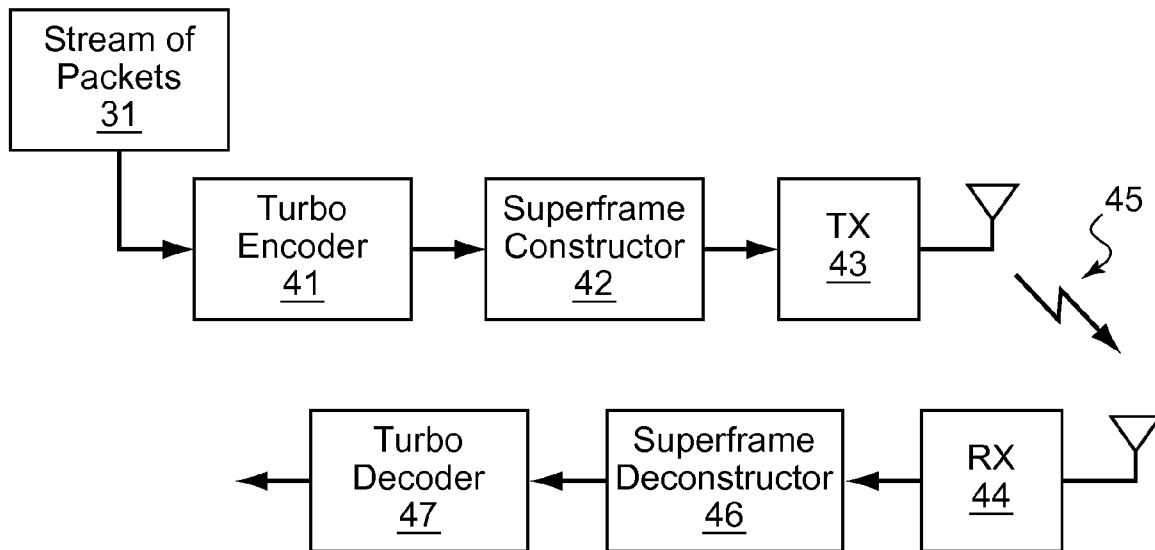 Stream of
Packets
31
Turbo
Encoder
41
Superframe
Constructor
42
TX
43
45
Turbo
Decoder
47
Superframe
Deconstructor
46
RX
44